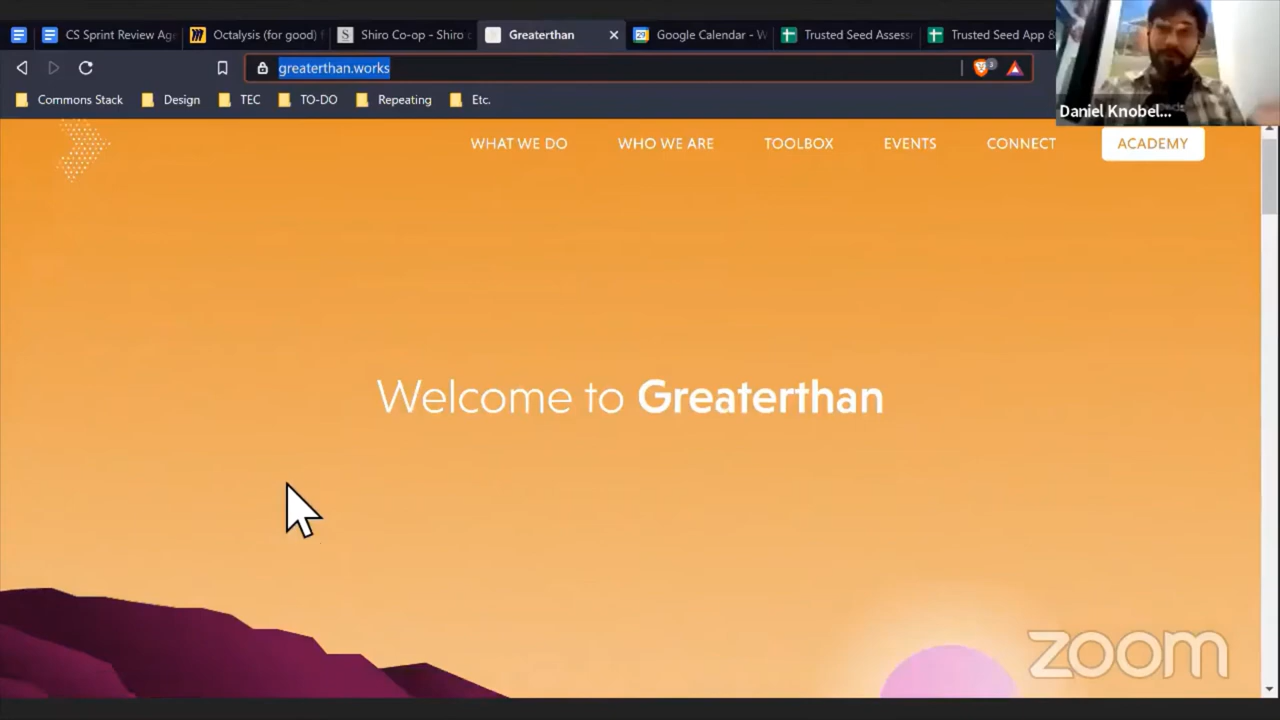 CS Sprint Review Age
Octalysis (for good) f
Shiro Co-op - Shiro c
Greaterthan
Google Calendar - W
Trusted Seed Assess
Trusted Seed App &
greaterthan.works
3
Commons Stack
Design
TEC
TO-DO
Repeating
Etc.
Daniel Knobel...
WHAT WE DO
WHO WE ARE
TOOLBOX
EVENTS
CONNECT
ACADEMY
Welcome to Greaterthan
zoom